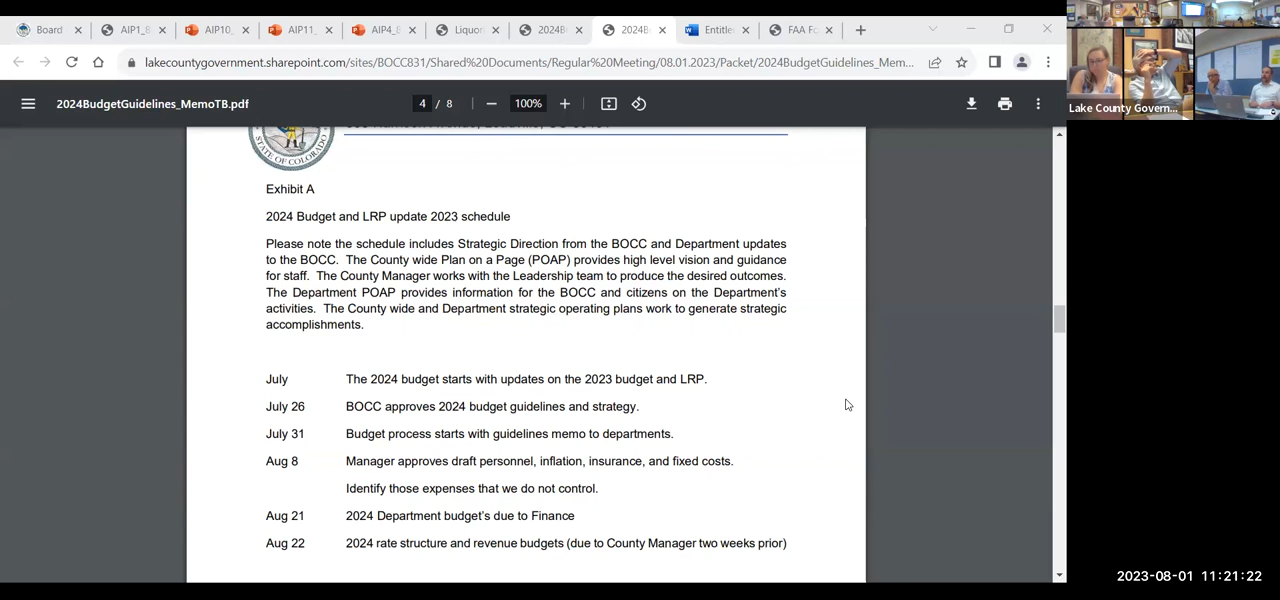 Board
AIP1_8
AIP10_
AIP11_
AIP4_8
Liquor
2024B
2024B
Entitle
FAA Fo
lakecountygovernment.sharepoint.com/sites/BOCC831/Shared%20Documents/Regular%20Meeting/08.01.2023/Packet/2024BudgetGuidelines_Mem...
2024BudgetGuidelines_MemoTB.pdf
4 / 8
100%
Lake County Govern...
STATE OF COLORADO
Exhibit A
2024 Budget and LRP update 2023 schedule
Please note the schedule includes Strategic Direction from the BOCC and Department updates
to the BOCC. The County wide Plan on a Page (POAP) provides high level vision and guidance
for staff. The County Manager works with the Leadership team to produce the desired outcomes.
The Department POAP provides information for the BOCC and citizens on the Department's
activities. The County wide and Department strategic operating plans work to generate strategic
accomplishments.
July The 2024 budget starts with updates on the 2023 budget and LRP.
July 26 BOCC approves 2024 budget guidelines and strategy.
July 31 Budget process starts with guidelines memo to departments.
Aug 8 Manager approves draft personnel, inflation, insurance, and fixed costs.
Identify those expenses that we do not control.
Aug 21 2024 Department budget's due to Finance
Aug 22 2024 rate structure and revenue budgets (due to County Manager two weeks prior)
2023-08-01 11:21:22